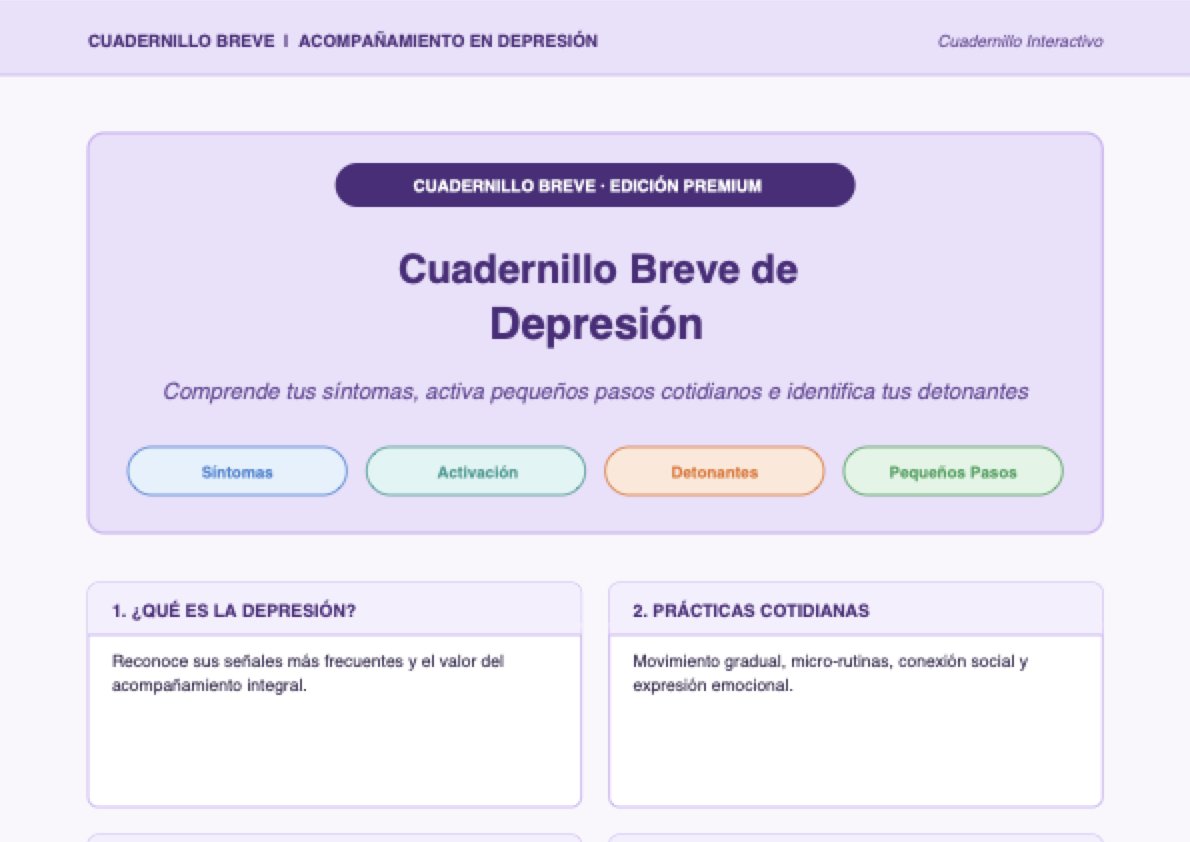 CUADERNILLO BREVE | ACOMPAÑAMIENTO EN DEPRESIÓN
Cuadernillo Interactivo
CUADERNILLO BREVE · EDICIÓN PREMIUM
Cuadernillo Breve de
Depresión
Comprende tus síntomas, activa pequeños pasos cotidianos e identifica tus detonantes
Síntomas
Activación
Detonantes
Pequeños Pasos
1. ¿QUÉ ES LA DEPRESIÓN?
Reconoce sus señales más frecuentes y el valor del
acompañamiento integral.
2. PRÁCTICAS COTIDIANAS
Movimiento gradual, micro-rutinas, conexión social y
expresión emocional.